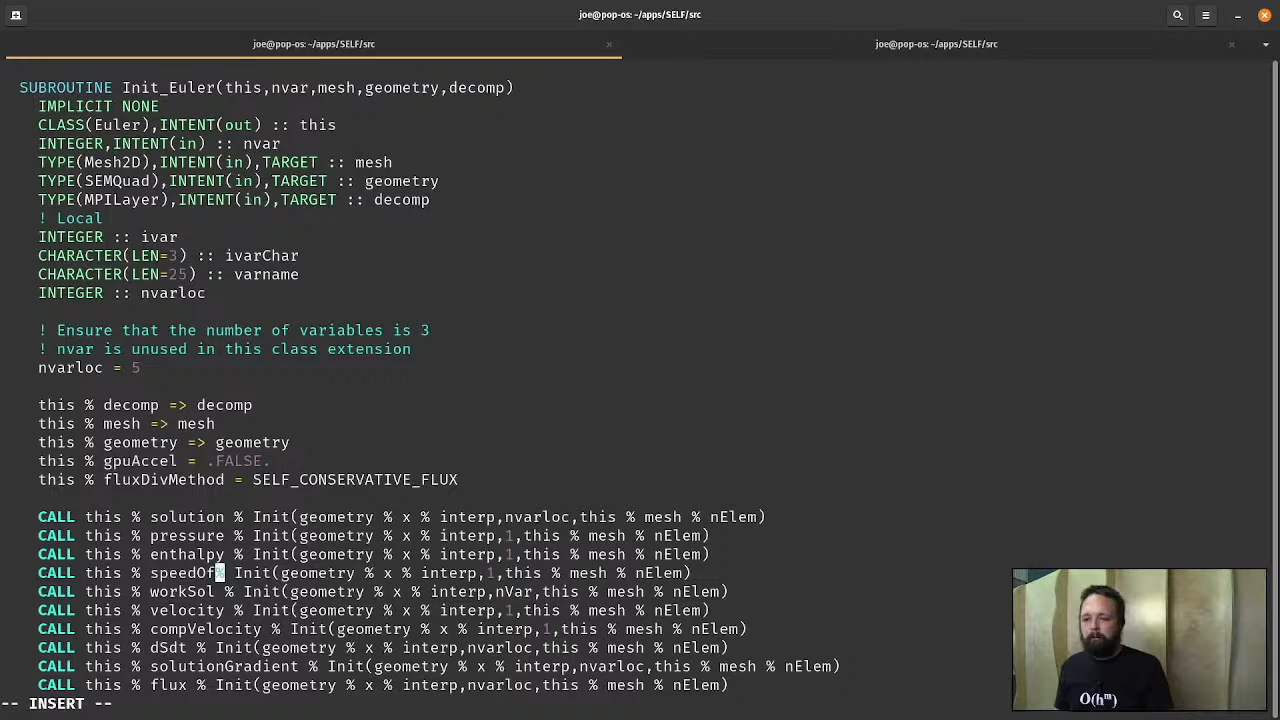 joe@pop-os: ~/apps/SELF/src
joe@pop-os: ~/apps/SELF/src
joe@pop-os: ~/apps/SELF/src
SUBROUTINE Init_Euler(this,nvar,mesh,geometry,decomp)
IMPLICIT NONE
CLASS(Euler),INTENT(out) :: this
INTEGER,INTENT(in) :: nvar
TYPE(Mesh2D),INTENT(in),TARGET :: mesh
TYPE(SEMQuad),INTENT(in),TARGET :: geometry
TYPE(MPILayer),INTENT(in),TARGET :: decomp
! Local
INTEGER :: ivar
CHARACTER(LEN=3) :: ivarChar
CHARACTER(LEN=25) :: varname
INTEGER :: nvarloc
! Ensure that the number of variables is 3
! nvar is unused in this class extension
nvarloc = 5
this % decomp => decomp
this % mesh => mesh
this % geometry => geometry
this % gpuAccel = .FALSE.
this % fluxDivMethod = SELF_CONSERVATIVE_FLUX
CALL this % solution % Init(geometry % x % interp,nvarloc,this % mesh % nElem)
CALL this % pressure % Init(geometry % x % interp,1,this % mesh % nElem)
CALL this % enthalpy % Init(geometry % x % interp,1,this % mesh % nElem)
CALL this % speedOf% Init(geometry % x % interp,1,this % mesh % nElem)
CALL this % workSol % Init(geometry % x % interp,nVar,this % mesh % nElem)
CALL this % velocity % Init(geometry % x % interp,1,this % mesh % nElem)
CALL this % compVelocity % Init(geometry % x % interp,1,this % mesh % nElem)
CALL this % dSdt % Init(geometry % x % interp,nvarloc,this % mesh % nElem)
CALL this % solutionGradient % Init(geometry % x % interp,nvarloc,this % mesh % nElem)
CALL this % flux % Init(geometry % x % interp,nvarloc,this % mesh % nElem)
-- INSERT --
O(hᵐ)